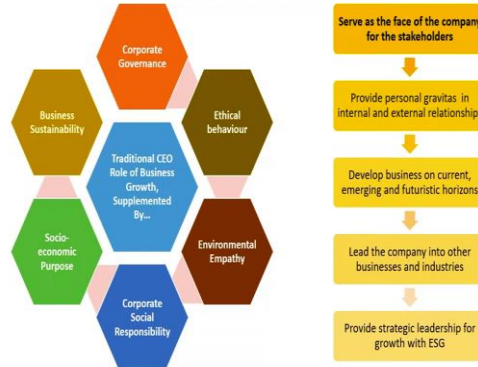 Corporate
Governance
Business
Sustainability
Ethical
behaviour
Traditional CEO
Role of Business
Growth,
Supplemented
By...
Socio-
economic
Purpose
Environmental
Empathy
Corporate
Social
Responsibility
Serve as the face of the company
for the stakeholders
Provide personal gravitas in
internal and external relationship
Develop business on current,
emerging and futuristic horizons
Lead the company into other
businesses and industries
Provide strategic leadership for
growth with ESG